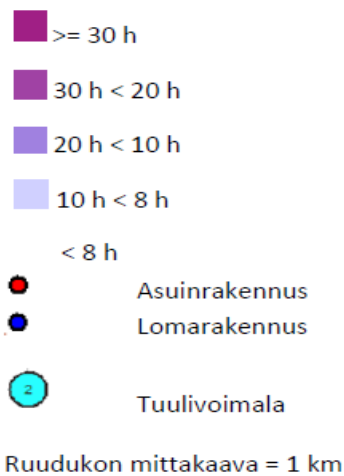 >= 30 h
30 h < 20 h
20 h < 10 h
10 h < 8 h
< 8 h
Asuinrakennus
Lomarakennus
2
Tuulivoimala
Ruudukon mittakaava = 1 km